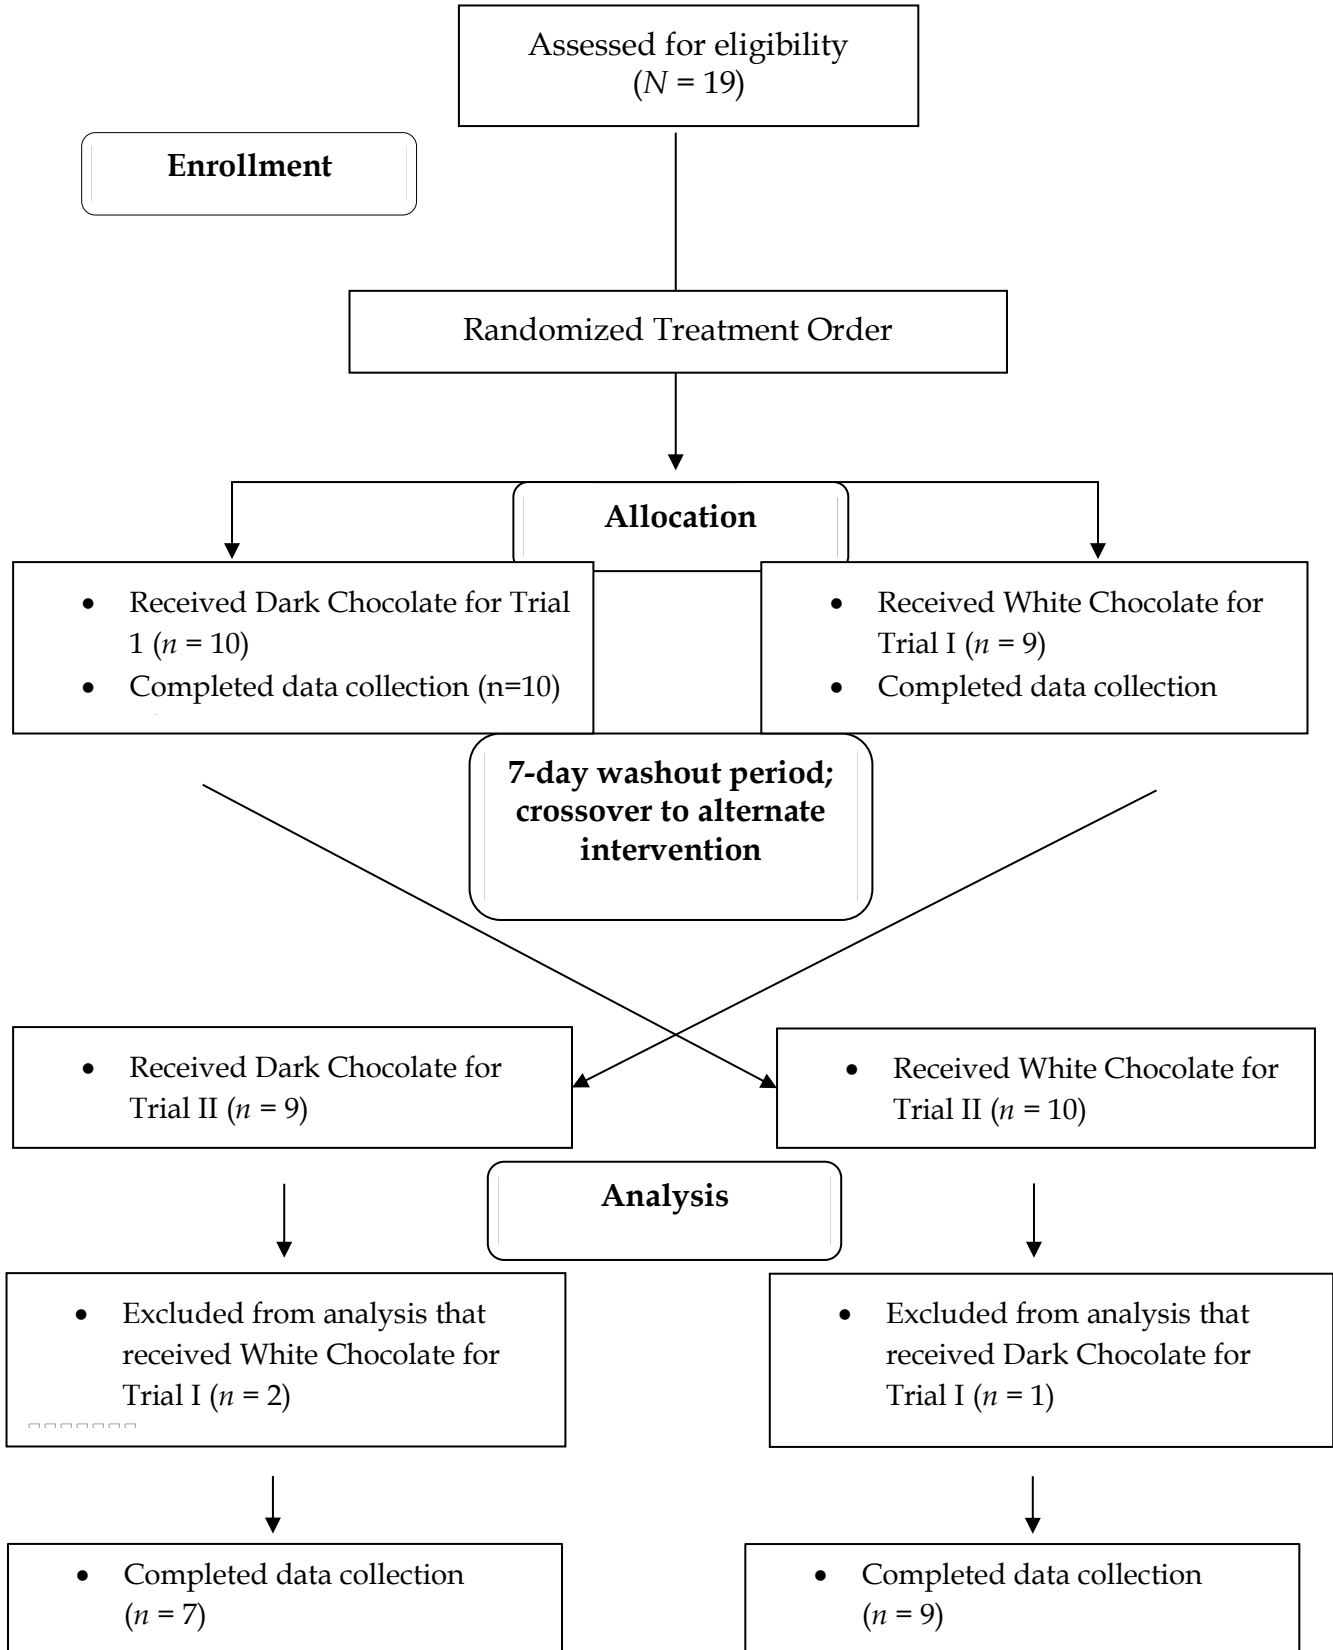 Assessed for eligibility
(N = 19)
Enrollment
Randomized Treatment Order
Allocation
• Received Dark Chocolate for Trial
1 (n = 10)
• Completed data collection (n=10)
• Received White Chocolate for
Trial I (n = 9)
• Completed data collection
7-day washout period;
crossover to alternate
intervention
• Received Dark Chocolate for
Trial II (n = 9)
• Received White Chocolate for
Trial II (n = 10)
Analysis
• Excluded from analysis that
received White Chocolate for
Trial I (n = 2)
• Excluded from analysis that
received Dark Chocolate for
Trial I (n = 1)
• Completed data collection
(n = 7)
• Completed data collection
(n = 9)